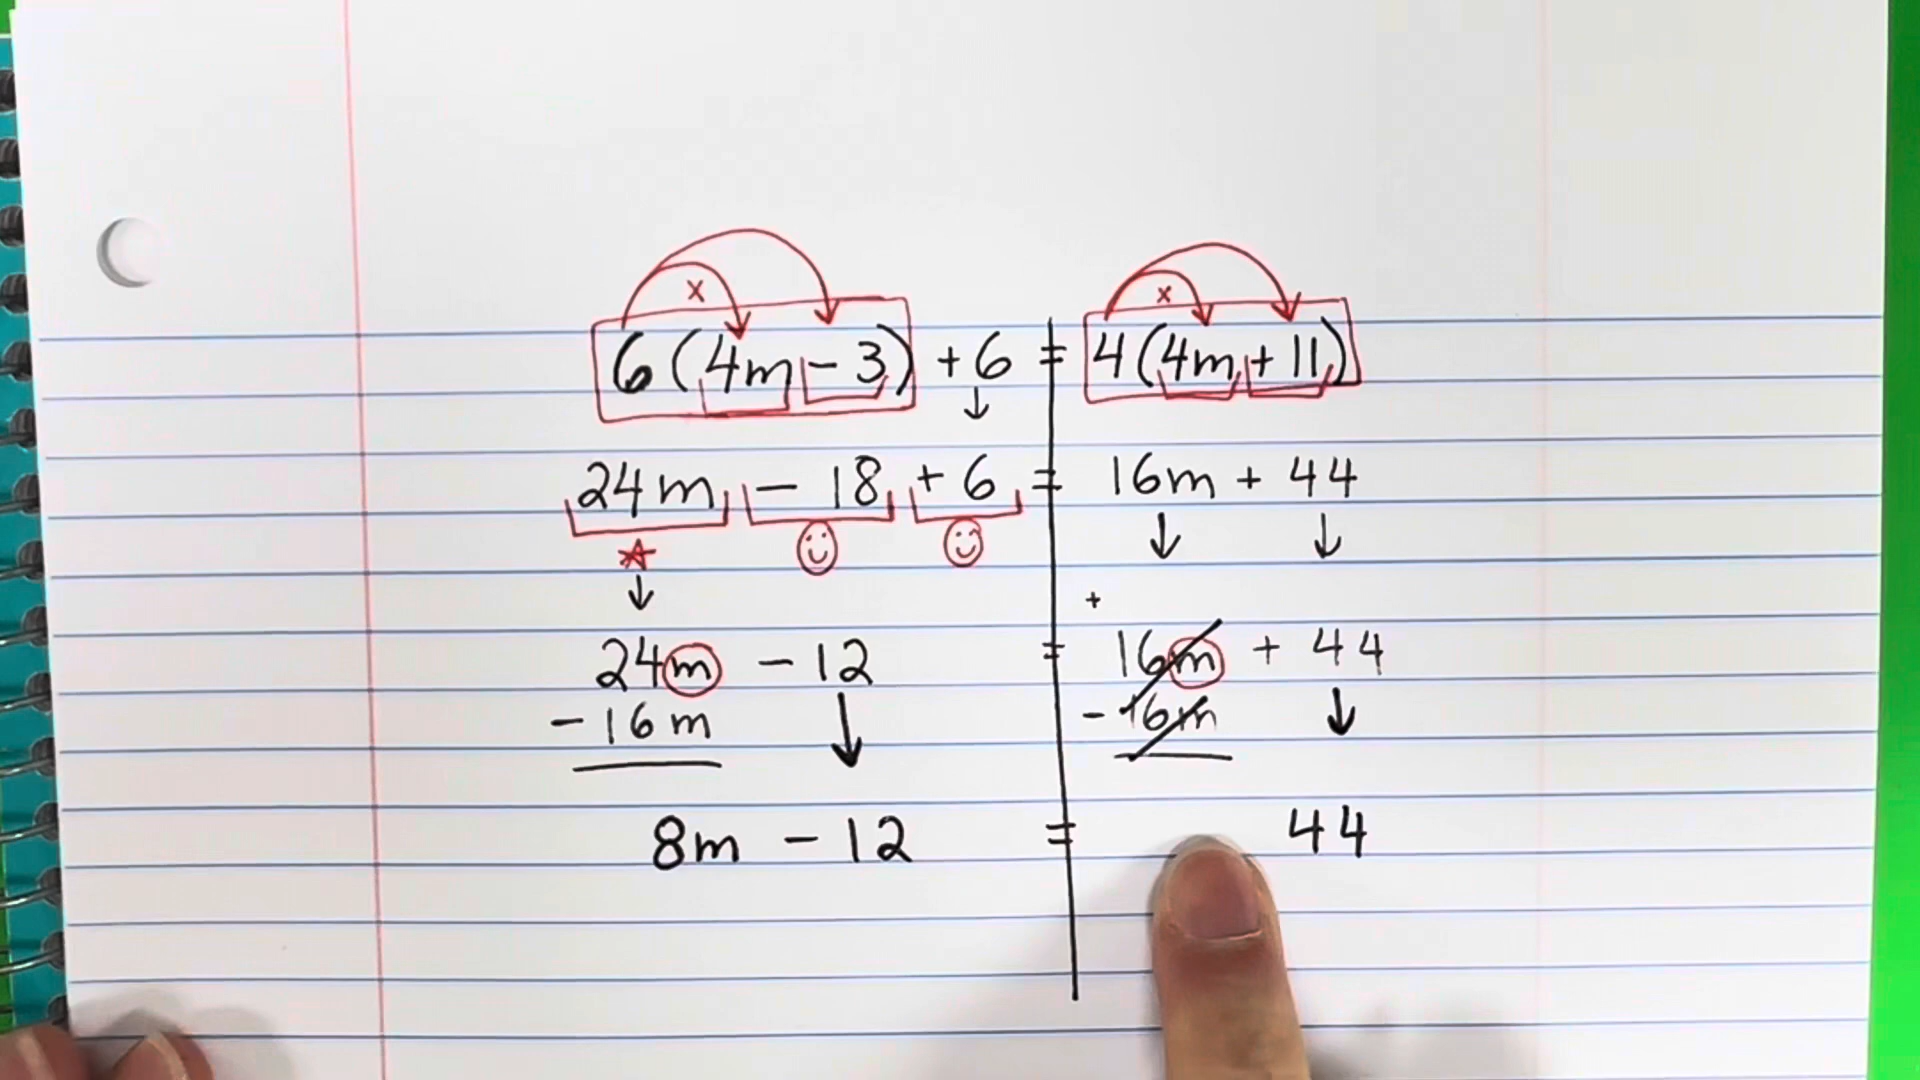 x x
6(4m - 3) + 6 = 4(4m + 11)
24m - 18 + 6 = 16m + 44
+
24m - 12 = 16m + 44
- 16m - 16m
8m - 12 = 44